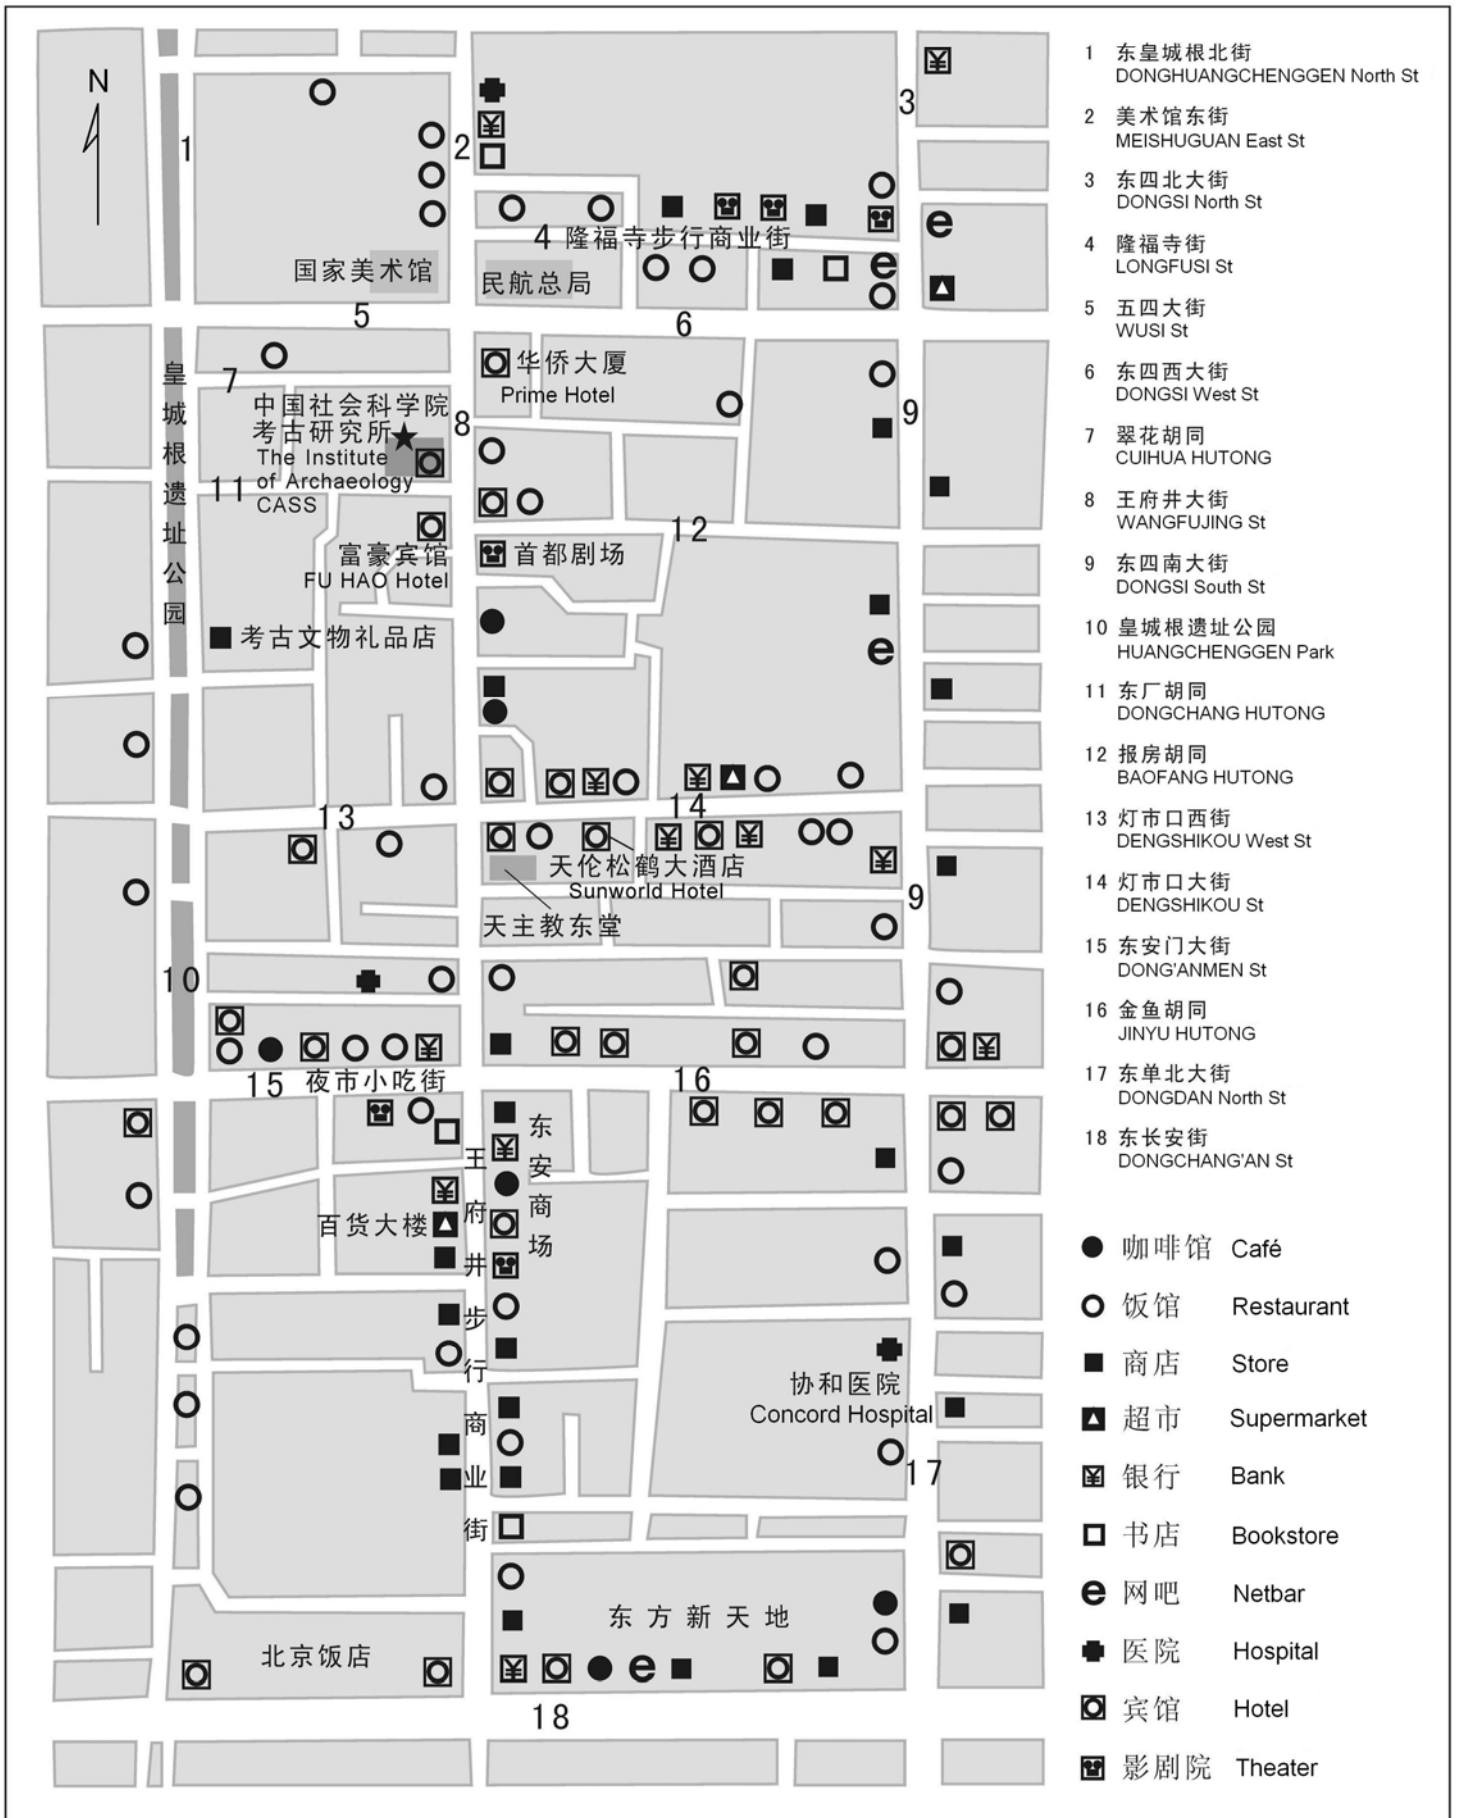 N
1
2
3
国家美术馆
4 隆福寺步行商业街
民航总局
5
6
7
华侨大厦
Prime Hotel
中国社会科学院
考古研究所
The Institute
of Archaeology
CASS
8
9
11
12
富豪宾馆
FU HAO Hotel
首都剧场
皇城根遗址公园
考古文物礼品店
13
14
天伦松鹤大酒店
Sunworld Hotel
天主教东堂
9
10
15 夜市小吃街
16
东安商场
王府井步行商业街
百货大楼
协和医院
Concord Hospital
17
东方新天地
北京饭店
18
1 东皇城根北街
DONGHUANGCHENGGEN North St
2 美术馆东街
MEISHUGUAN East St
3 东四北大街
DONGSI North St
4 隆福寺街
LONGFUSI St
5 五四大街
WUSI St
6 东四西大街
DONGSI West St
7 翠花胡同
CUIHUA HUTONG
8 王府井大街
WANGFUJING St
9 东四南大街
DONGSI South St
10 皇城根遗址公园
HUANGCHENGGEN Park
11 东厂胡同
DONGCHANG HUTONG
12 报房胡同
BAOFANG HUTONG
13 灯市口西街
DENGSHIKOU West St
14 灯市口大街
DENGSHIKOU St
15 东安门大街
DONG'ANMEN St
16 金鱼胡同
JINYU HUTONG
17 东单北大街
DONGDAN North St
18 东长安街
DONGCHANG'AN St
咖啡馆 Café
饭馆 Restaurant
商店 Store
超市 Supermarket
银行 Bank
书店 Bookstore
网吧 Netbar
医院 Hospital
宾馆 Hotel
影剧院 Theater